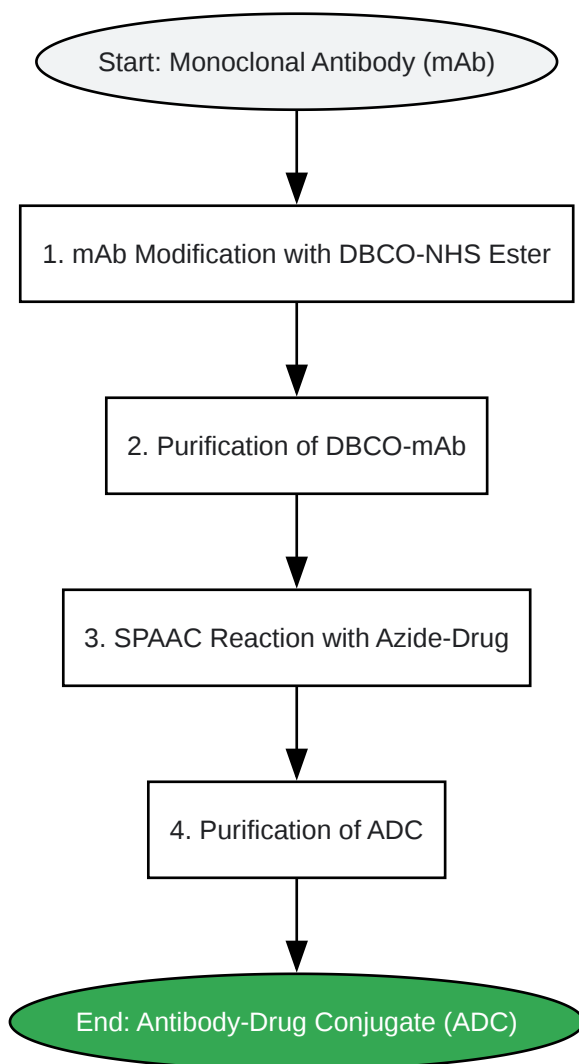 Start: Monoclonal Antibody (mAb)
1. mAb Modification with DBCO-NHS Ester
2. Purification of DBCO-mAb
3. SPAAC Reaction with Azide-Drug
4. Purification of ADC
End: Antibody-Drug Conjugate (ADC)